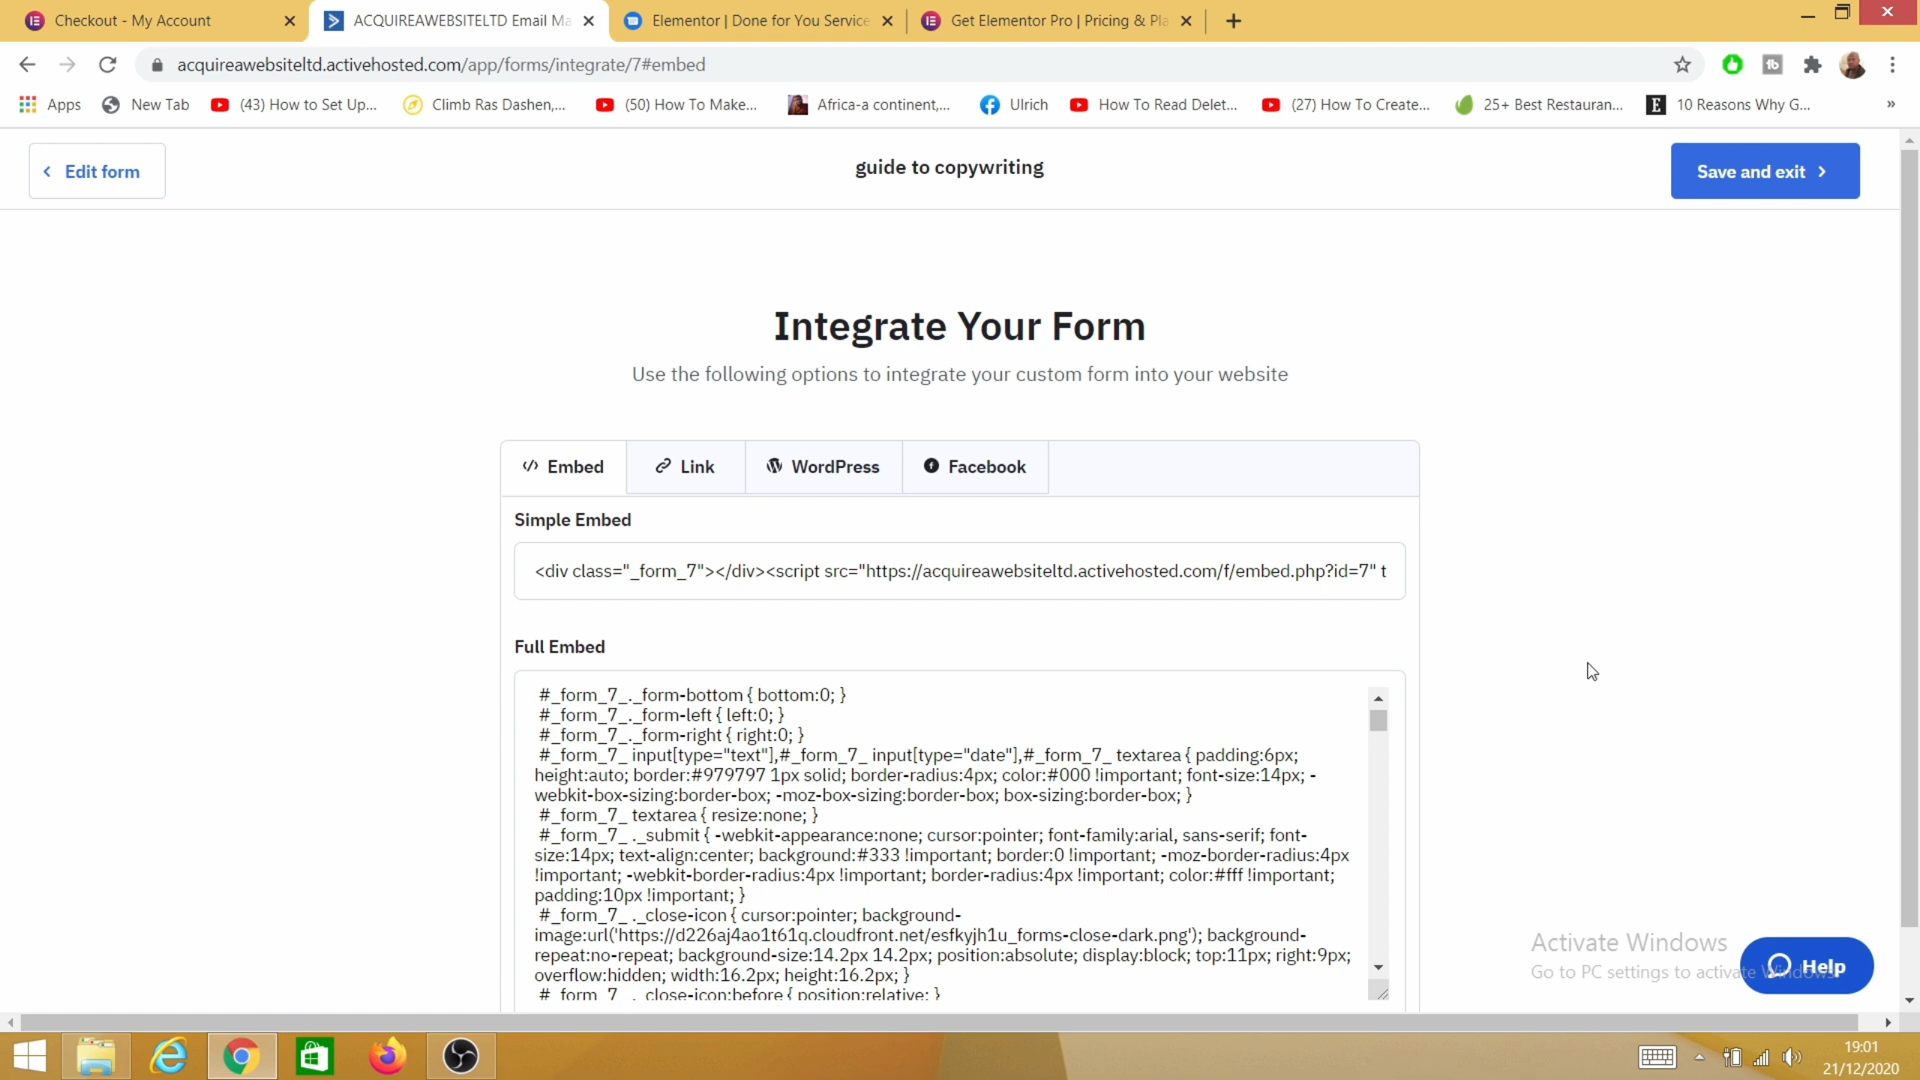 Checkout - My Account
ACQUIREAWEBSITELTD Email Ma
Elementor | Done for You Service
Get Elementor Pro | Pricing & Pla
acquireawebsiteltd.activehosted.com/app/forms/integrate/7#embed
Apps
New Tab
(43) How to Set Up...
Climb Ras Dashen,...
(50) How To Make...
Africa-a continent,...
Ulrich
How To Read Delet...
(27) How To Create...
25+ Best Restauran...
10 Reasons Why G...
»
Edit form
guide to copywriting
Save and exit
Integrate Your Form
Use the following options to integrate your custom form into your website
Embed
Link
WordPress
Facebook
Simple Embed
<div class="_form_7"></div><script src="https://acquireawebsiteltd.activehosted.com/f/embed.php?id=7" t
Full Embed
#_form_7_._form-bottom { bottom:0; }
#_form_7_._form-left { left:0; }
#_form_7_._form-right { right:0; }
#_form_7_ input[type="text"],#_form_7_ input[type="date"],#_form_7_ textarea { padding:6px;
height:auto; border:#979797 1px solid; border-radius:4px; color:#000 !important; font-size:14px; -
webkit-box-sizing:border-box; -moz-box-sizing:border-box; box-sizing:border-box; }
#_form_7_ textarea { resize:none; }
#_form_7_ ._submit { -webkit-appearance:none; cursor:pointer; font-family:arial, sans-serif; font-
size:14px; text-align:center; background:#333 !important; border:0 !important; -moz-border-radius:4px
!important; -webkit-border-radius:4px !important; border-radius:4px !important; color:#fff !important;
padding:10px !important; }
#_form_7_ ._close-icon { cursor:pointer; background-
image:url('https://d226aj4ao1t61q.cloudfront.net/esfkyjh1u_forms-close-dark.png'); background-
repeat:no-repeat; background-size:14.2px 14.2px; position:absolute; display:block; top:11px; right:9px;
overflow:hidden; width:16.2px; height:16.2px; }
#_form_7_ ._close-icon:before { position:relative; }
Activate Windows
Go to PC settings to activate Windows.
Help
19:01
21/12/2020